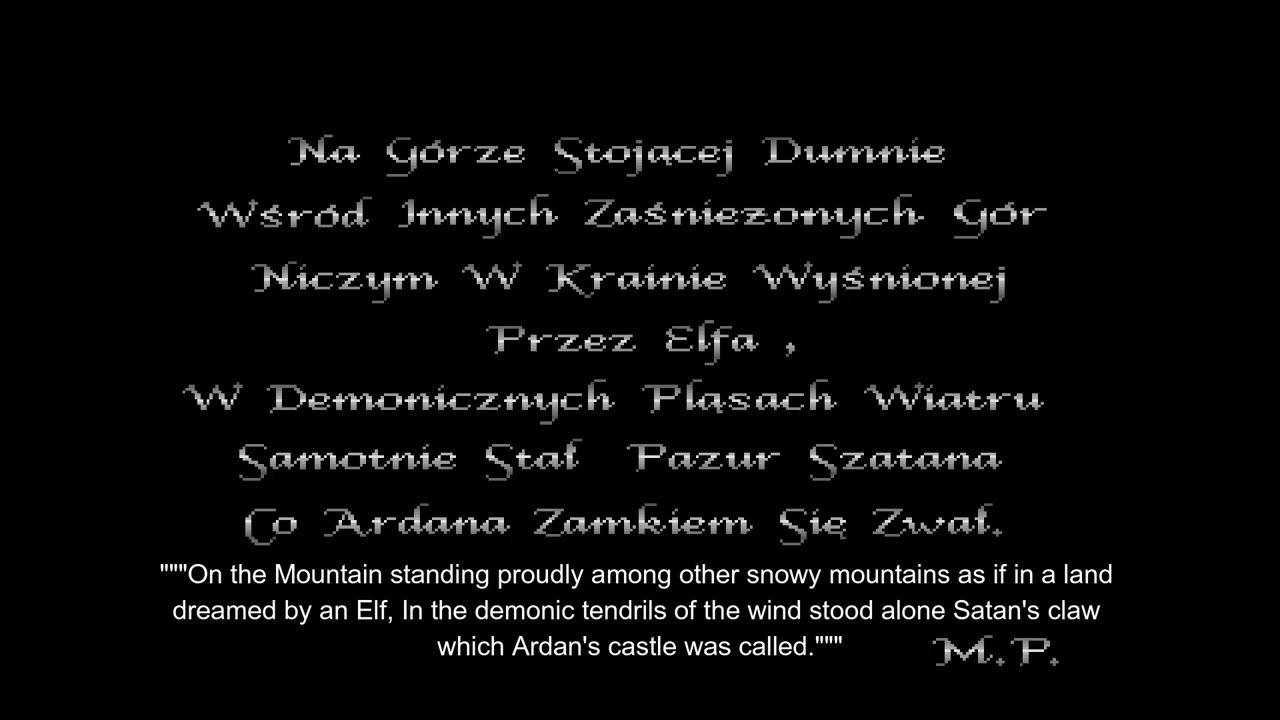 Na Górze Stojacej Dumnie
Wśród Innych Zaśniezonych Gór
Niczym W Krainie Wyśnionej
Przez Elfa ,
W Demonicznych Pląsach Wiatru
Samotnie Stał Pazur Szatana
Co Ardana Zamkiem Się Zwał.
"""On the Mountain standing proudly among other snowy mountains as if in a land
dreamed by an Elf, In the demonic tendrils of the wind stood alone Satan's claw
which Ardan's castle was called."""
M.P.